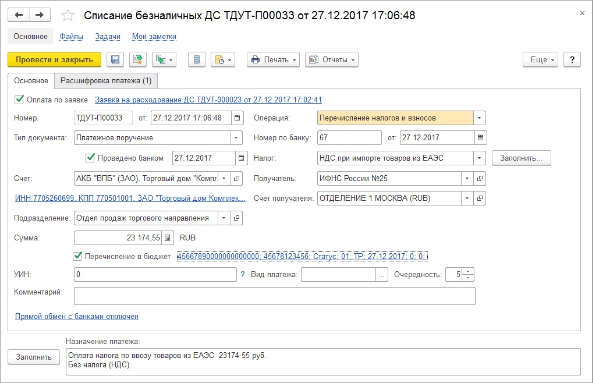 Списание безналичных ДС ТДУТ-П00033 от 27.12.2017 17:06:48
Основное Файлы Задачи Мои заметки
Провести и закрыть Печать Отчеты Еще ?
Основное Расшифровка платежа (1)
Оплата по заявке Заявка на расходование ДС ТДУТ-000023 от 27.12.2017 17:02:41 Операция: Перечисление налогов и взносов
Номер: ТДУТ-П00033 от: 27.12.2017 17:06:48 Номер по банку: 67 от: 27.12.2017
Тип документа: Платежное поручение
Проведено банком 27.12.2017 Налог: НДС при импорте товаров из ЕАЭС Заполнить...
Счет: АКБ "ВПБ" (ЗАО), Торговый дом "Компл Получатель: ИФНС России №25
ИНН 7705260699, КПП 770501001, ЗАО "Торговый дом Комплек... Счет получателя: ОТДЕЛЕНИЕ 1 МОСКВА (RUB)
Подразделение: Отдел продаж торгового направления
Сумма: 23 174,55 RUB
Перечисление в бюджет 45667890000000000000; 45678123456; Статус: 01; ТР; 27.12.2017; 0; 0;
УИН: 0 ? Вид платежа: ... Очередность: 5
Комментарий:
Прямой обмен с банками отключен
Назначение платежа:
Заполнить Оплата налога по ввозу товаров из ЕАЭС 23174-55 руб.
Без налога (НДС)